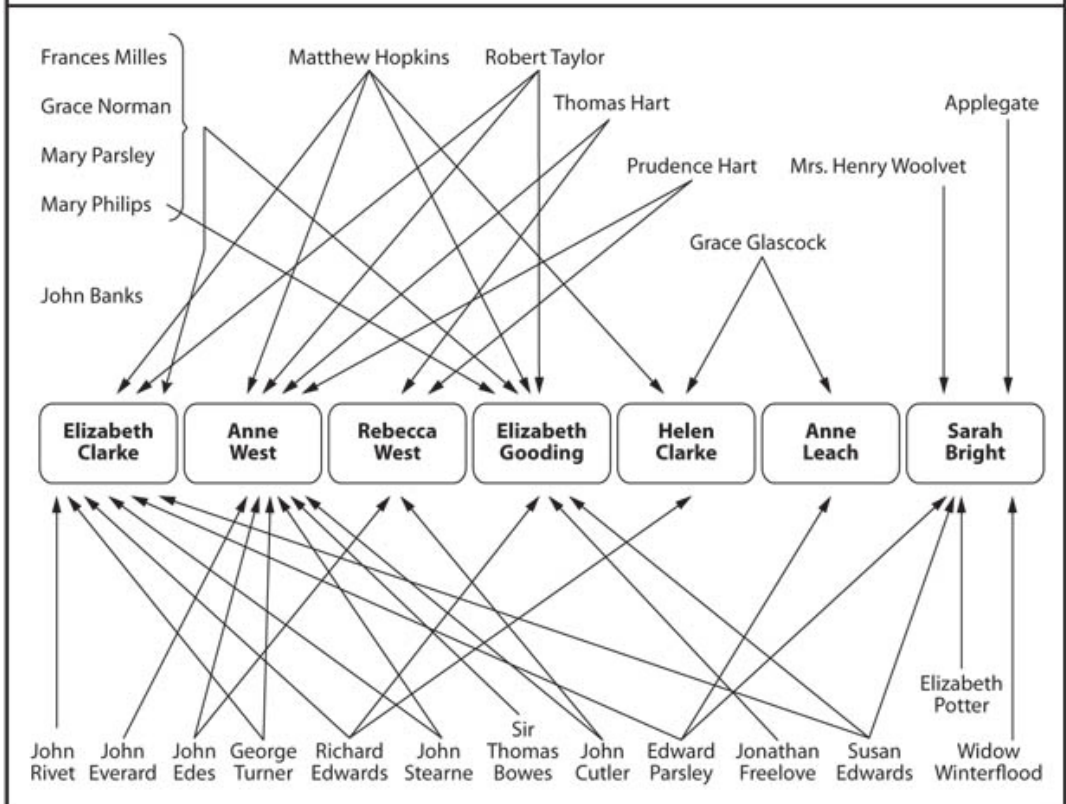 Frances Milles
Matthew Hopkins
Robert Taylor
Grace Norman
Thomas Hart
Applegate
Mary Parsley
Prudence Hart
Mrs. Henry Woolvet
Mary Philips
Grace Glascock
John Banks
Elizabeth
Clarke
Anne
West
Rebecca
West
Elizabeth
Gooding
Helen
Clarke
Anne
Leach
Sarah
Bright
Elizabeth
Potter
John
Rivet
John
Everard
John
Edes
George
Turner
Richard
Edwards
John
Stearne
Sir
Thomas
Bowes
John
Cutler
Edward
Parsley
Jonathan
Freelove
Susan
Edwards
Widow
Winterflood